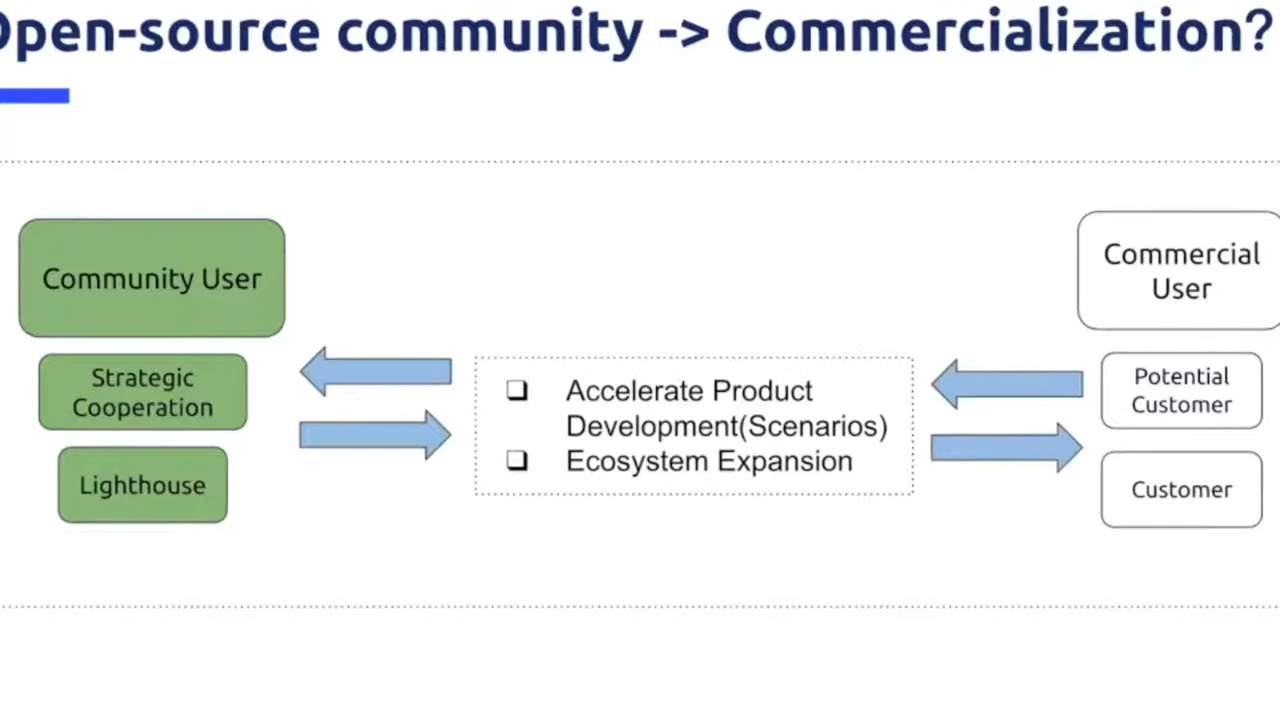 Open-source community -> Commercialization?
Community User
Strategic
Cooperation
Lighthouse
❑ Accelerate Product
Development(Scenarios)
❑ Ecosystem Expansion
Commercial
User
Potential
Customer
Customer